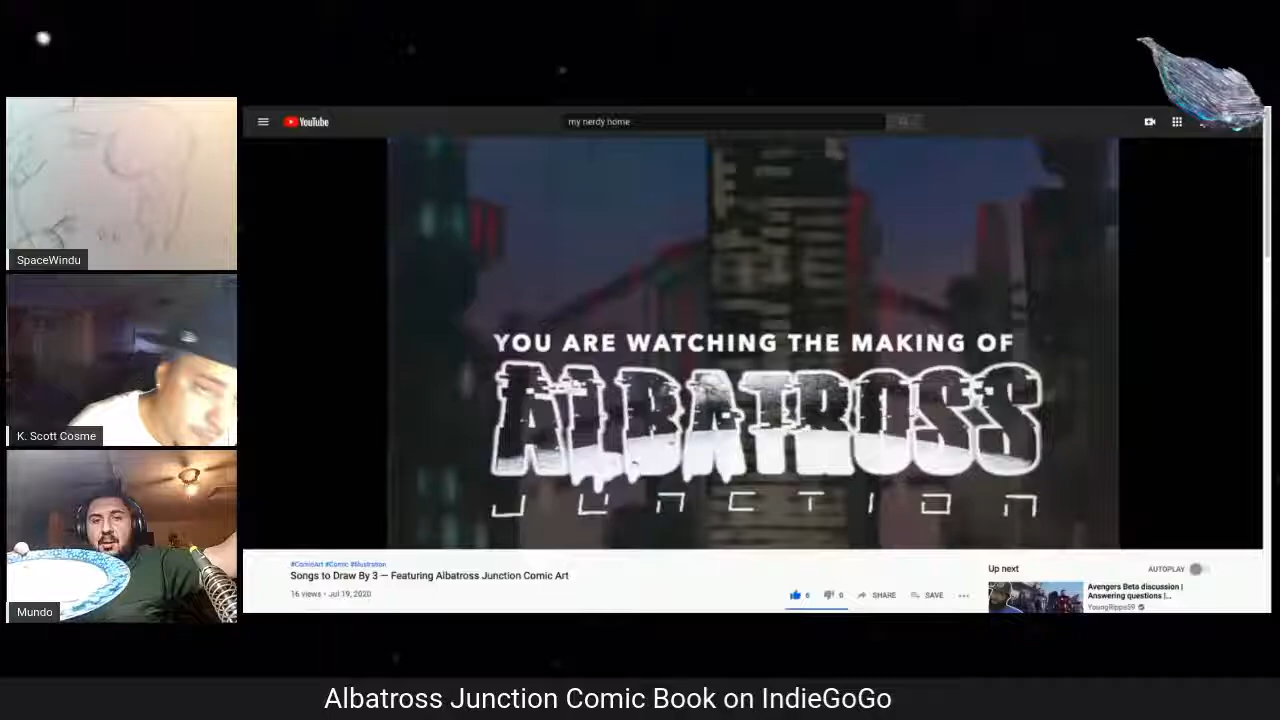 YouTube
my nerdy home
SpaceWindu
K. Scott Cosme
Mundo
YOU ARE WATCHING THE MAKING OF
ALBATROSS
JUNCTION
#ComicArt #Comic #Illustration
Songs to Draw By 3 — Featuring Albatross Junction Comic Art
16 views • Jul 19, 2020
6
0
SHARE
SAVE
Up next
AUTOPLAY
Avengers Beta discussion |
Answering questions |...
YoungRippa59
Albatross Junction Comic Book on IndieGoGo